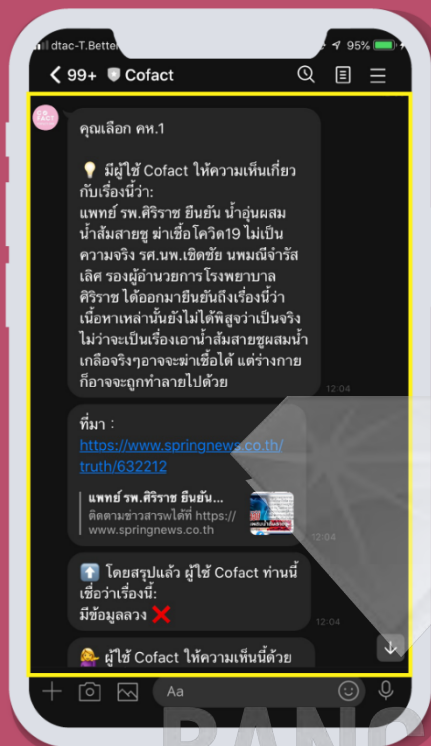 dtac-T.Better
95%
99+ Cofact
คุณเลือก คห.1
💡 มีผู้ใช้ Cofact ให้ความเห็นเกี่ยว
กับเรื่องนี้ว่า:
แพทย์ รพ.ศิริราช ยืนยัน น้ำอุ่นผสม
น้ำส้มสายชู ฆ่าเชื้อโควิด19 ไม่เป็น
ความจริง รศ.นพ.เชิดชัย นพมณีจำรัส
เลิศ รองผู้อำนวยการโรงพยาบาล
ศิริราช ได้ออกมายืนยันถึงเรื่องนี้ว่า
เนื้อหาเหล่านั้นยังไม่ได้พิสูจว่าเป็นจริง
ไม่ว่าจะเป็นเรื่องเอาน้ำส้มสายชูผสมน้ำ
เกลือจริงๆอาจจะฆ่าเชื้อได้ แต่ร่างกาย
ก็อาจจะถูกทำลายไปด้วย
12:04
ที่มา :
https://www.springnews.co.th/
truth/632212
แพทย์ รพ.ศิริราช ยืนยัน...
ติดตามข่าวสารพได้ที่ https://
www.springnews.co.th
12:04
⬆️ โดยสรุปแล้ว ผู้ใช้ Cofact ท่านนี้
เชื่อว่าเรื่องนี้:
มีข้อมูลลวง ❌
12:04
💁‍♀️ ผู้ใช้ Cofact ให้ความเห็นนี้ด้วย
Aa
BANG